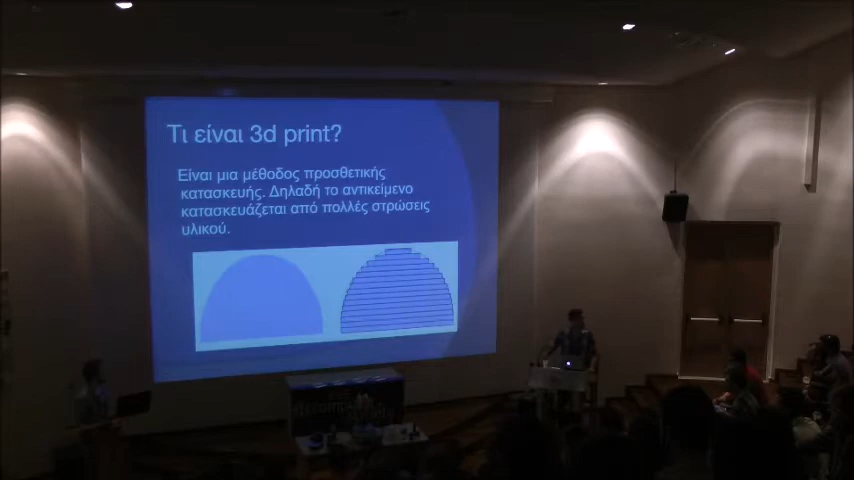 Τι είναι 3d print?
Είναι μια μέθοδος προσθετικής
κατασκευής. Δηλαδή το αντικείμενο
κατασκευάζεται από πολλές στρώσεις
υλικού.